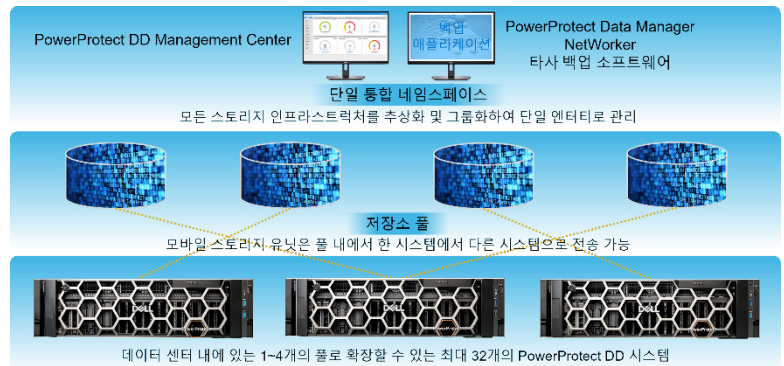 PowerProtect DD Management Center
백업
애플리케이션
PowerProtect Data Manager
NetWorker
타사 백업 소프트웨어
단일 통합 네임스페이스
모든 스토리지 인프라스트럭처를 추상화 및 그룹화하여 단일 엔터티로 관리
저장소 풀
모바일 스토리지 유닛은 풀 내에서 한 시스템에서 다른 시스템으로 전송 가능
DELL
DELL
DELL
데이터 센터 내에 있는 1~4개의 풀로 확장할 수 있는 최대 32개의 PowerProtect DD 시스템